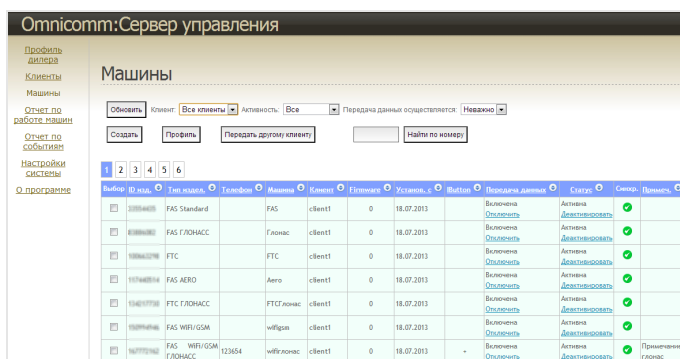 Omnicomm:Сервер управления
Профиль
дилера
Клиенты
Машины
Отчет по
работе машин
Отчет по
событиям
Настройки
системы
О программе
Машины
Обновить Клиент: Все клиенты Активность: Все Передача данных осуществляется: Неважно
Создать Профиль Передать другому клиенту Найти по номеру
1 2 3 4 5 6
Выбор ID изд. Тип издел. Телефон Машина Клиент Firmware Установ. с IButton Передача данных Статус Синхр. Примеч.
FAS Standard FAS client1 0 18.07.2013 Включена Активна
Отключить Деактивировать
FAS ГЛОНАСС Глонас client1 0 18.07.2013 Включена Активна
Отключить Деактивировать
FTC FTC client1 0 18.07.2013 Включена Активна
Отключить Деактивировать
FAS AERO Aero client1 0 18.07.2013 Включена Активна
Отключить Деактивировать
FTC ГЛОНАСС FTCГлонас client1 0 18.07.2013 Включена Активна
Отключить Деактивировать
FAS WiFi/GSM wifigsm client1 0 18.07.2013 Включена Активна
Отключить Деактивировать
FAS WiFi/GSM 123654 wifiглонас client1 0 18.07.2013 + Включена Активна Примечание
ГЛОНАСС Отключить Деактивировать глонас